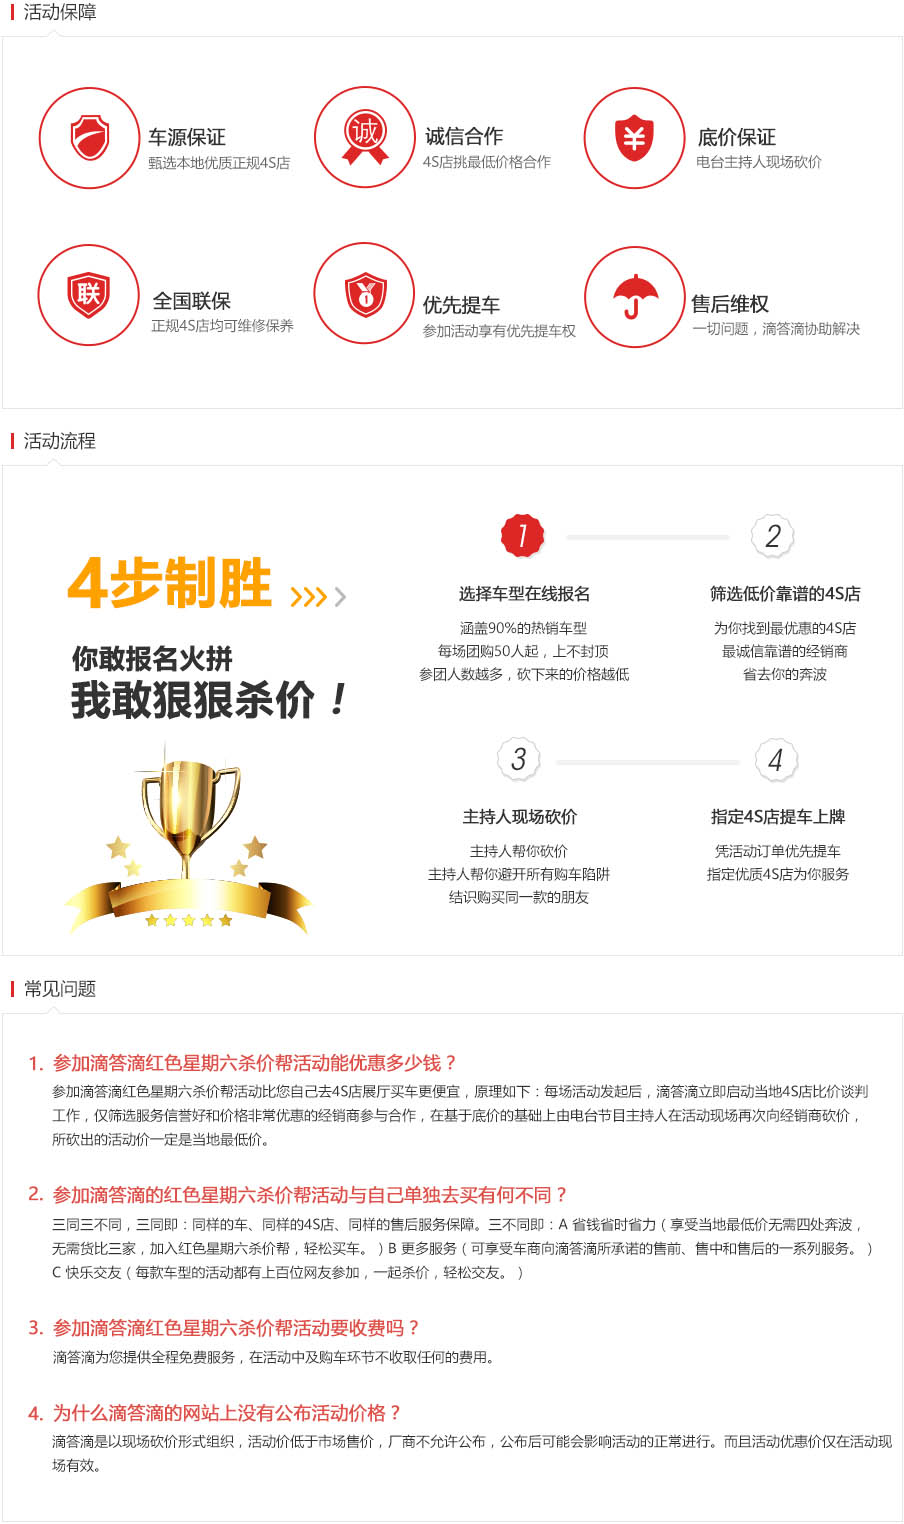 活动保障
车源保证
甄选本地优质正规4S店
诚
诚信合作
4S店挑最低价格合作
¥
底价保证
电台主持人现场砍价
联
全国联保
正规4S店均可维修保养
1
优先提车
参加活动享有优先提车权
售后维权
一切问题，滴答滴协助解决
活动流程
4步制胜
你敢报名火拼
我敢狠狠杀价！
1
选择车型在线报名
涵盖90%的热销车型
每场团购50人起，上不封顶
参团人数越多，砍下来的价格越低
2
筛选低价靠谱的4S店
为你找到最优惠的4S店
最诚信靠谱的经销商
省去你的奔波
3
主持人现场砍价
主持人帮你砍价
主持人帮你避开所有购车陷阱
结识购买同一款的朋友
4
指定4S店提车上牌
凭活动订单优先提车
指定优质4S店为你服务
常见问题
1. 参加滴答滴红色星期六杀价帮活动能优惠多少钱？
参加滴答滴红色星期六杀价帮活动比您自己去4S店展厅买车更便宜，原理如下：每场活动发起后，滴答滴立即启动当地4S店比价谈判
工作，仅筛选服务信誉好和价格非常优惠的经销商参与合作，在基于底价的基础上由电台节目主持人在活动现场再次向经销商砍价，
所砍出的活动价一定是当地最低价。
2. 参加滴答滴的红色星期六杀价帮活动与自己单独去买有何不同？
三同三不同，三同即：同样的车、同样的4S店、同样的售后服务保障。三不同即：A 省钱省时省力（享受当地最低价无需四处奔波，
无需货比三家，加入红色星期六杀价帮，轻松买车。）B 更多服务（可享受车商向滴答滴所承诺的售前、售中和售后的一系列服务。）
C 快乐交友（每款车型的活动都有上百位网友参加，一起杀价，轻松交友。）
3. 参加滴答滴红色星期六杀价帮活动要收费吗？
滴答滴为您提供全程免费服务，在活动中及购车环节不收取任何的费用。
4. 为什么滴答滴的网站上没有公布活动价格？
滴答滴是以现场砍价形式组织，活动价低于市场售价，厂商不允许公布，公布后可能会影响活动的正常进行。而且活动优惠价仅在活动现
场有效。